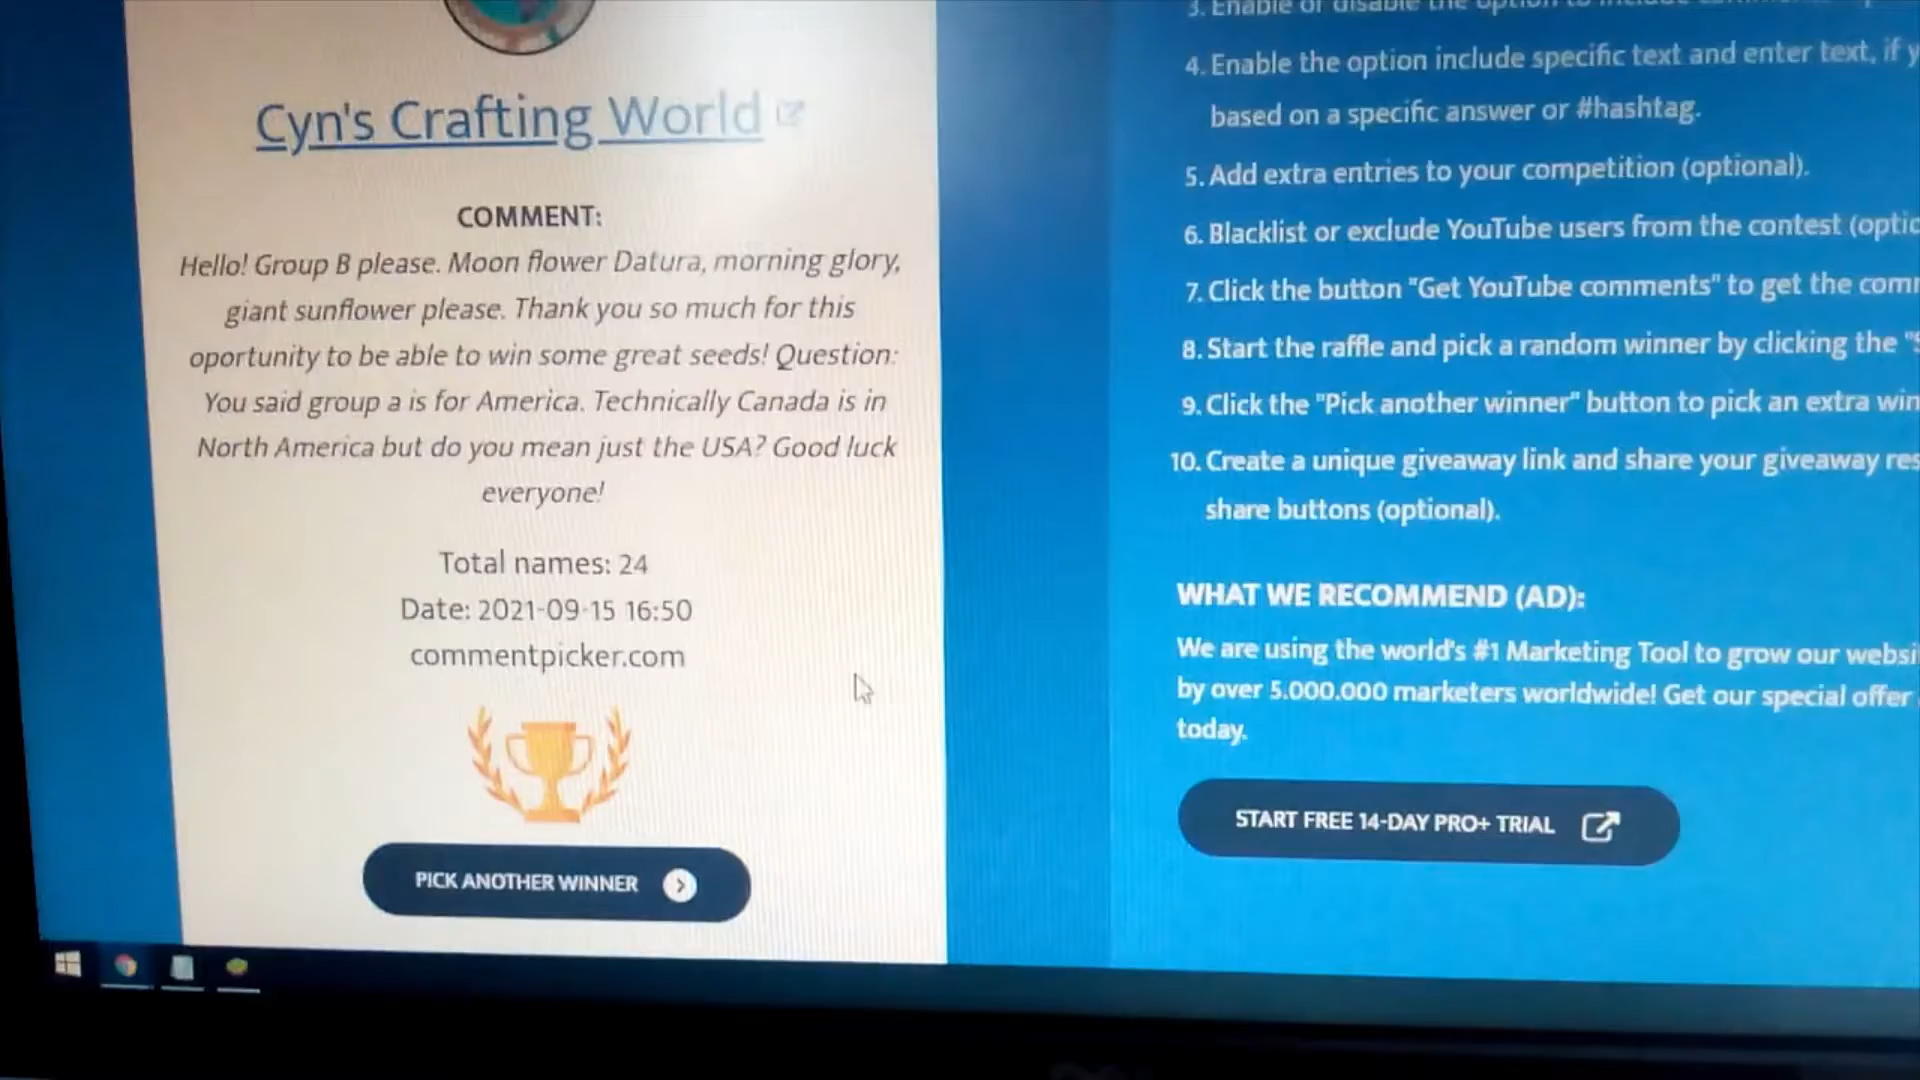 Cyn's Crafting World
COMMENT:
Hello! Group B please. Moon flower Datura, morning glory,
giant sunflower please. Thank you so much for this
oportunity to be able to win some great seeds! Question:
You said group a is for America. Technically Canada is in
North America but do you mean just the USA? Good luck
everyone!
Total names: 24
Date: 2021-09-15 16:50
commentpicker.com
PICK ANOTHER WINNER
3. Enable or disable the option to include
4. Enable the option include specific text and enter text, if
based on a specific answer or #hashtag.
5. Add extra entries to your competition (optional).
6. Blacklist or exclude YouTube users from the contest
7. Click the button "Get YouTube comments" to get the
8. Start the raffle and pick a random winner by clicking the
9. Click the "Pick another winner" button to pick an extra
10. Create a unique giveaway link and share your giveaway
share buttons (optional).
WHAT WE RECOMMEND (AD):
We are using the world's #1 Marketing Tool to grow our
by over 5.000.000 marketers worldwide! Get our special offer
today.
START FREE 14-DAY PRO+ TRIAL